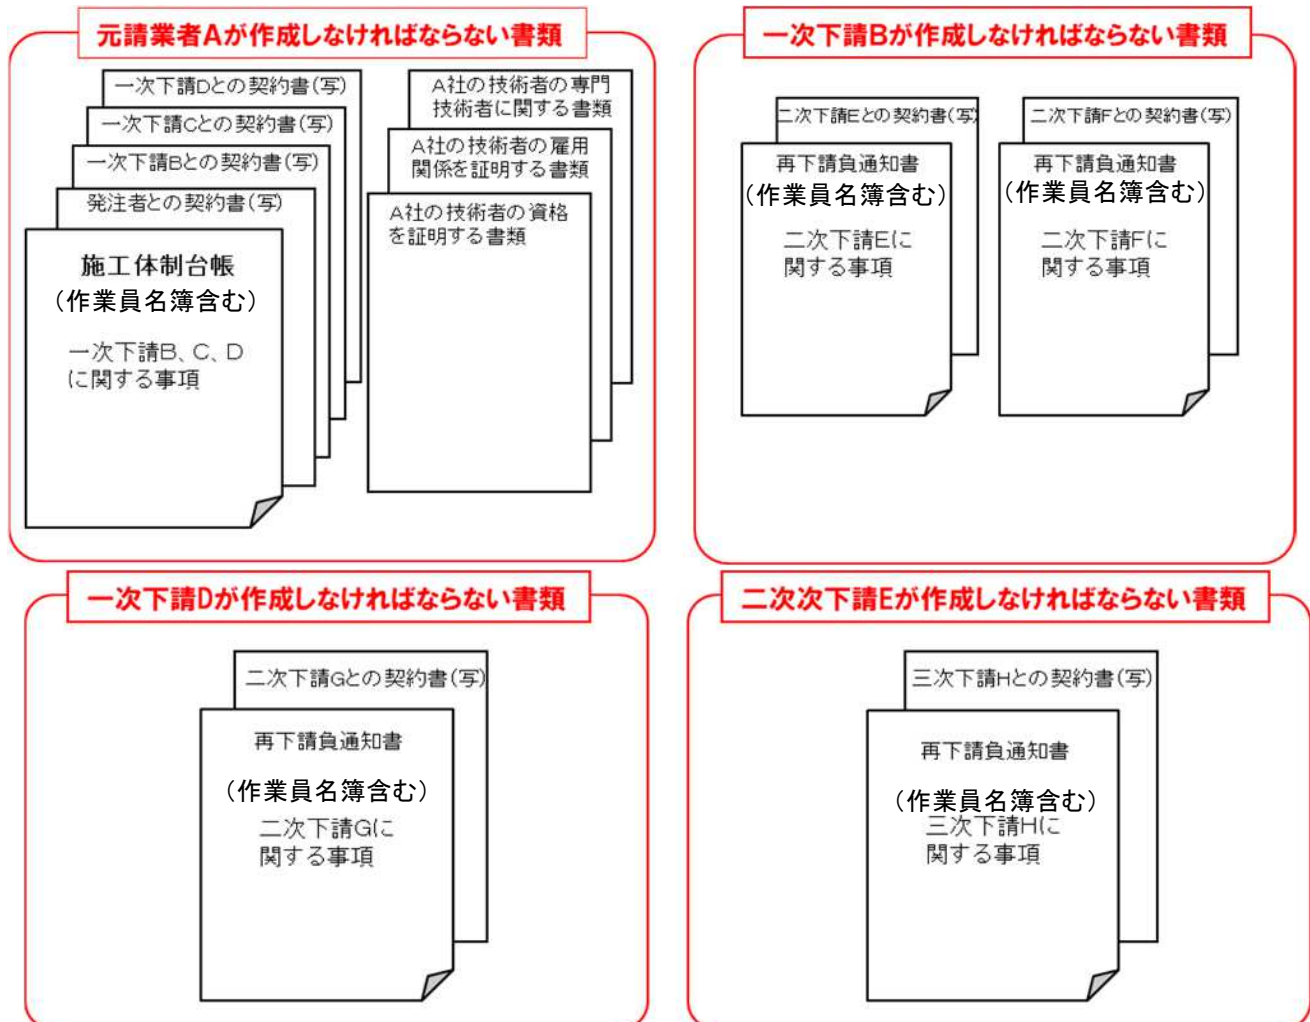 元請業者Aが作成しなければならない書類
一次下請Dとの契約書(写)
一次下請Cとの契約書(写)
一次下請Bとの契約書(写)
発注者との契約書(写)
施工体制台帳
(作業員名簿含む)
一次下請B、C、D
に関する事項
A社の技術者の専門
技術者に関する書類
A社の技術者の雇用
関係を証明する書類
A社の技術者の資格
を証明する書類
一次下請Bが作成しなければならない書類
二次下請Eとの契約書(写)
再下請負通知書
(作業員名簿含む)
二次下請Eに
関する事項
二次下請Fとの契約書(写)
再下請負通知書
(作業員名簿含む)
二次下請Fに
関する事項
一次下請Dが作成しなければならない書類
二次下請Gとの契約書(写)
再下請負通知書
(作業員名簿含む)
二次下請Gに
関する事項
二次次下請Eが作成しなければならない書類
三次下請Hとの契約書(写)
再下請負通知書
(作業員名簿含む)
三次下請Hに
関する事項